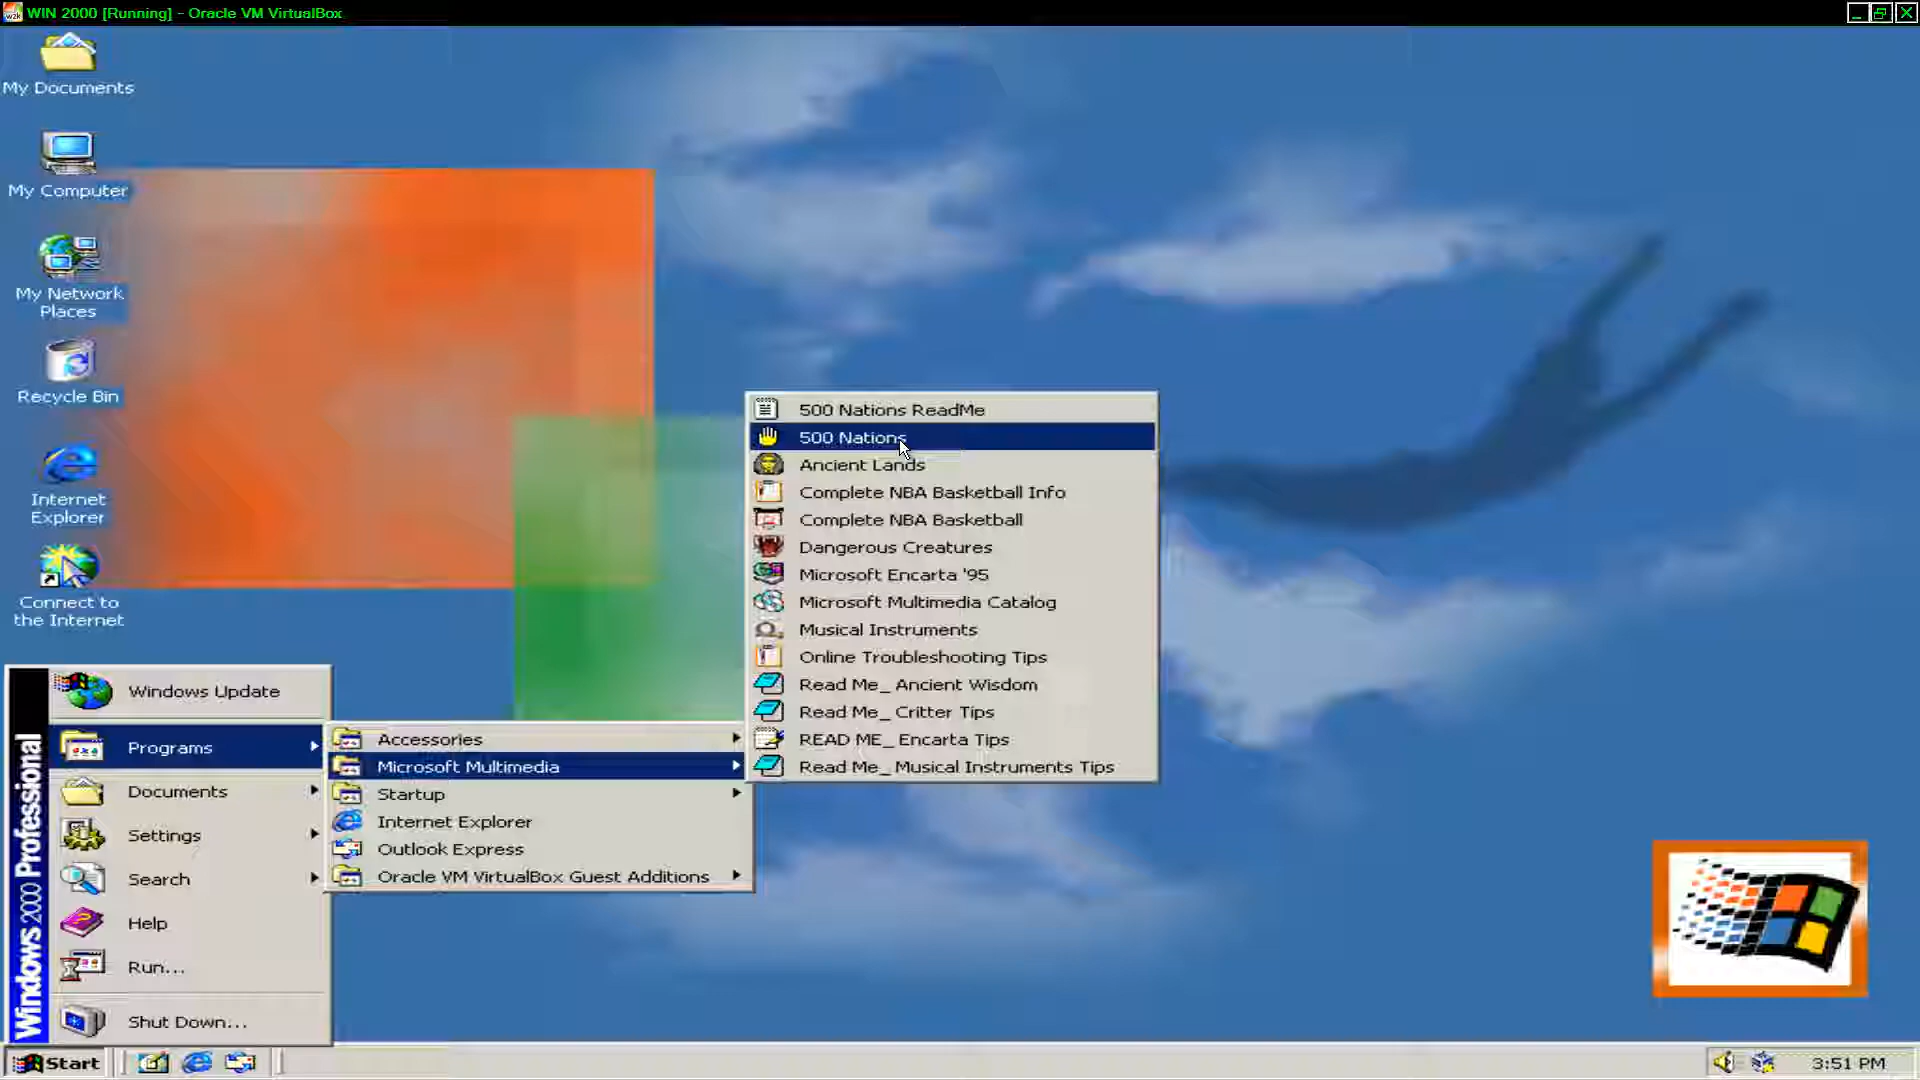 WIN 2000 [Running] - Oracle VM VirtualBox
My Documents
My Computer
My Network
Places
Recycle Bin
Internet
Explorer
Connect to
the Internet
500 Nations ReadMe
500 Nations
Ancient Lands
Complete NBA Basketball Info
Complete NBA Basketball
Dangerous Creatures
Microsoft Encarta '95
Microsoft Multimedia Catalog
Musical Instruments
Online Troubleshooting Tips
Read Me_ Ancient Wisdom
Read Me_ Critter Tips
READ ME_ Encarta Tips
Read Me_ Musical Instruments Tips
Accessories
Microsoft Multimedia
Startup
Internet Explorer
Outlook Express
Oracle VM VirtualBox Guest Additions
Windows Update
Programs
Documents
Settings
Search
Help
Run...
Shut Down...
Windows 2000 Professional
Start
3:51 PM